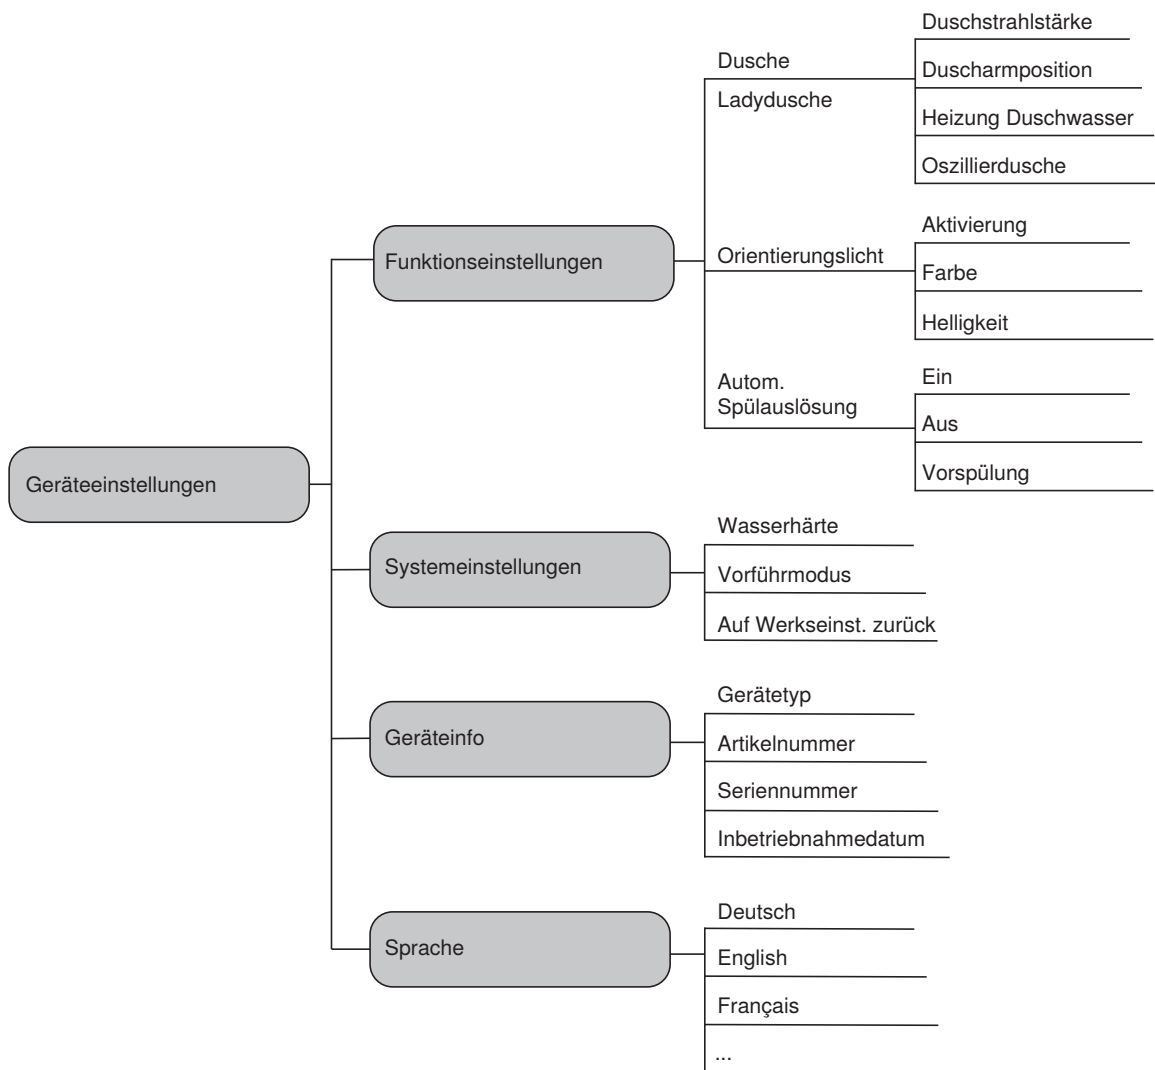 Geräteeinstellungen
Funktionseinstellungen
Dusche
Ladydusche
Duschstrahlstärke
Duscharmposition
Heizung Duschwasser
Oszillierdusche
Orientierungslicht
Aktivierung
Farbe
Helligkeit
Autom.
Spülauslösung
Ein
Aus
Vorspülung
Systemeinstellungen
Wasserhärte
Vorführmodus
Auf Werkseinst. zurück
Geräteinfo
Gerätetyp
Artikelnummer
Seriennummer
Inbetriebnahmedatum
Sprache
Deutsch
English
Français
...